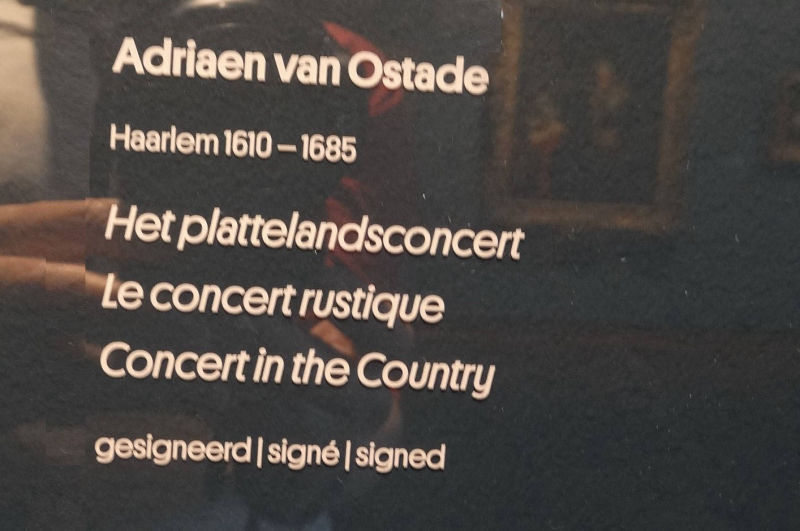 Adriaen van Ostade
Haarlem 1610 – 1685
Het plattelandsconcert
Le concert rustique
Concert in the Country
gesigneerd | signé | signed